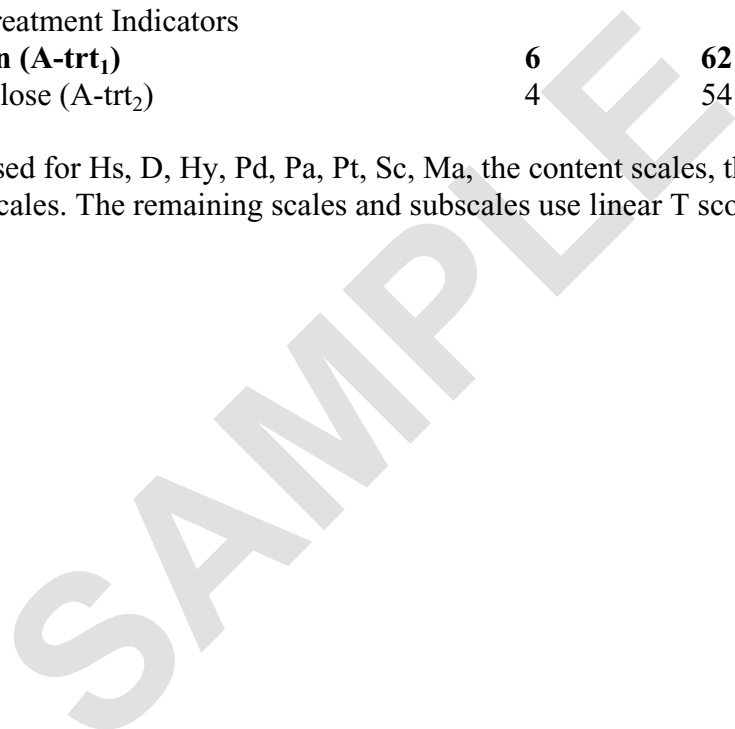 reatment Indicators
n (A-trt₁) 6 62
lose (A-trt₂) 4 54
sed for Hs, D, Hy, Pd, Pa, Pt, Sc, Ma, the content scales, th
cales. The remaining scales and subscales use linear T sco
SAMPLE